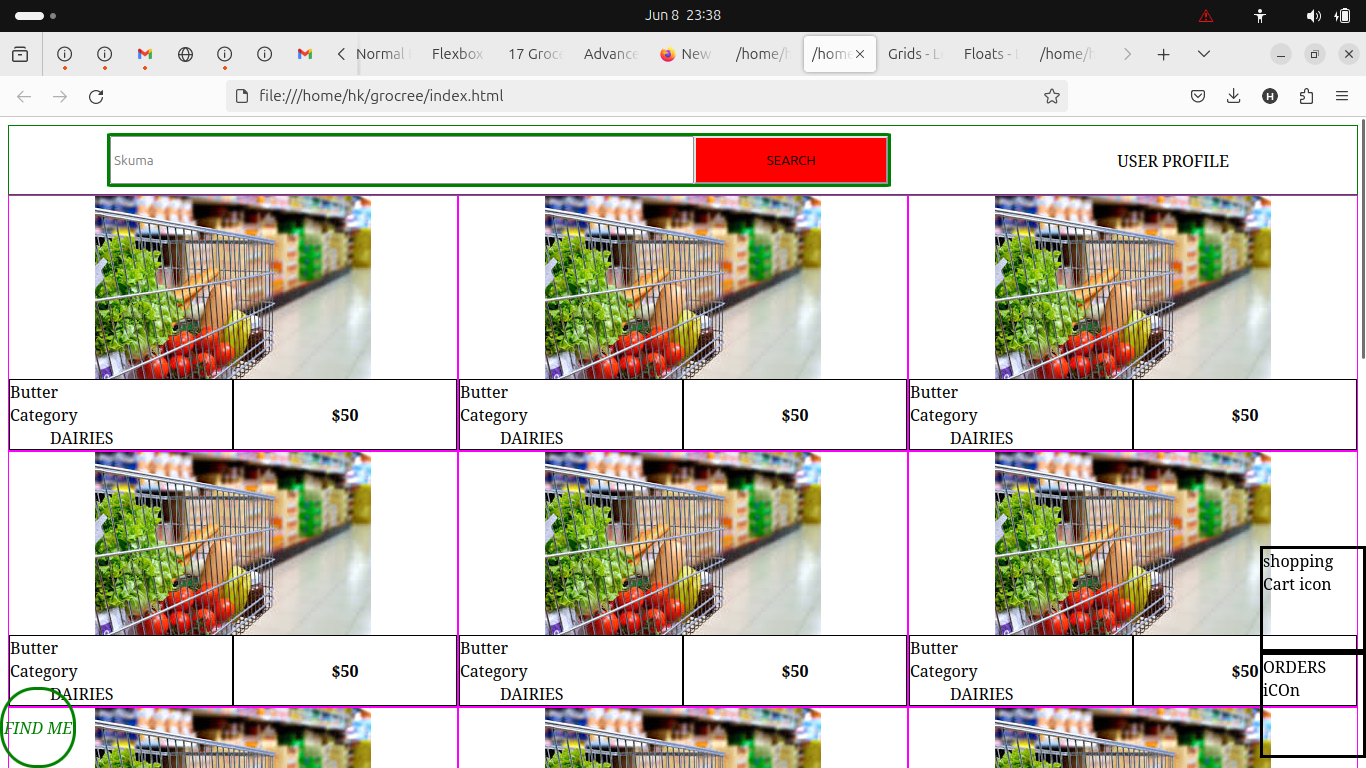 Jun 8 23:38
Normal Flexbox 17 Groce Advance New /home/h /home Grids - L Floats - L /home/h
file:///home/hk/grocree/index.html
H
Skuma SEARCH USER PROFILE
Butter Butter Butter
Category $50 Category $50 Category $50
DAIRIES DAIRIES DAIRIES
shopping
Cart icon
Butter Butter Butter
Category $50 Category $50 Category $50
DAIRIES DAIRIES DAIRIES
ORDERS
iCOn
FIND ME